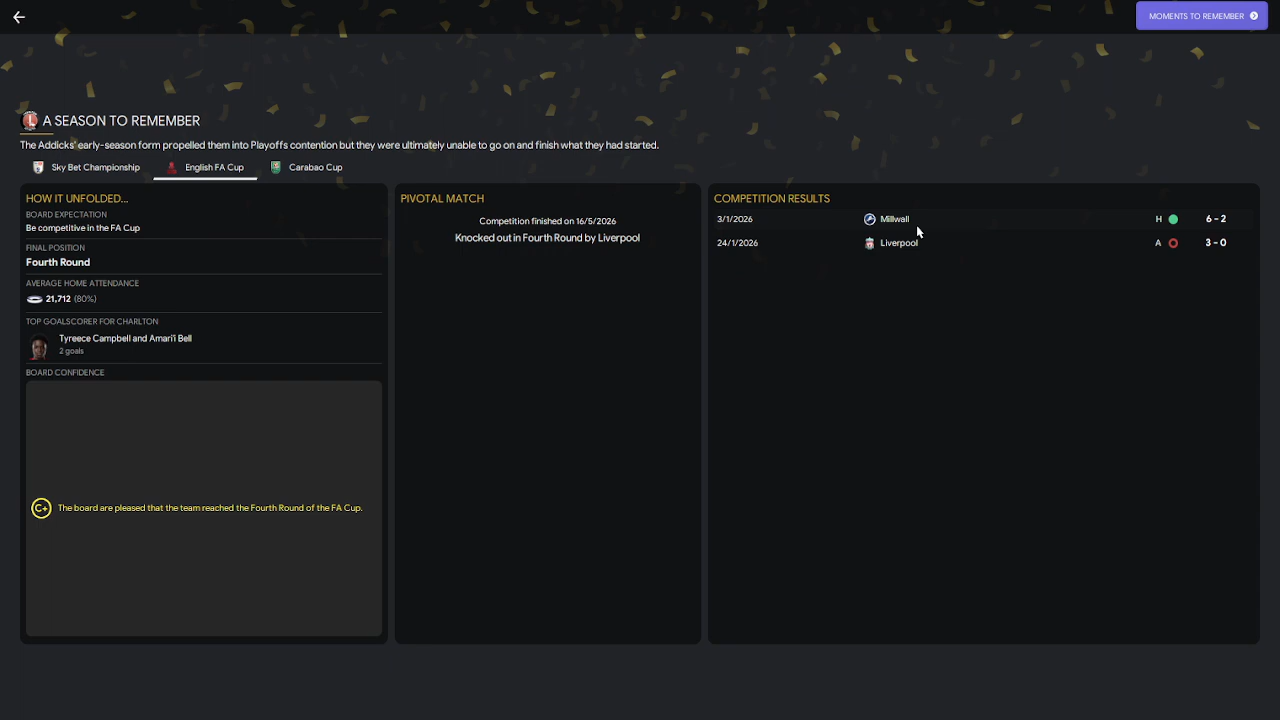 MOMENTS TO REMEMBER
A SEASON TO REMEMBER
The Addicks' early-season form propelled them into Playoffs contention but they were ultimately unable to go on and finish what they had started.
Sky Bet Championship English FA Cup Carabao Cup
HOW IT UNFOLDED...
BOARD EXPECTATION
Be competitive in the FA Cup
FINAL POSITION
Fourth Round
AVERAGE HOME ATTENDANCE
21,712 (80%)
TOP GOALSCORER FOR CHARLTON
Tyreece Campbell and Amari'i Bell
2 goals
BOARD CONFIDENCE
C+ The board are pleased that the team reached the Fourth Round of the FA Cup.
PIVOTAL MATCH
Competition finished on 16/5/2026
Knocked out in Fourth Round by Liverpool
COMPETITION RESULTS
3/1/2026 Millwall H 6 - 2
24/1/2026 Liverpool A 3 - 0